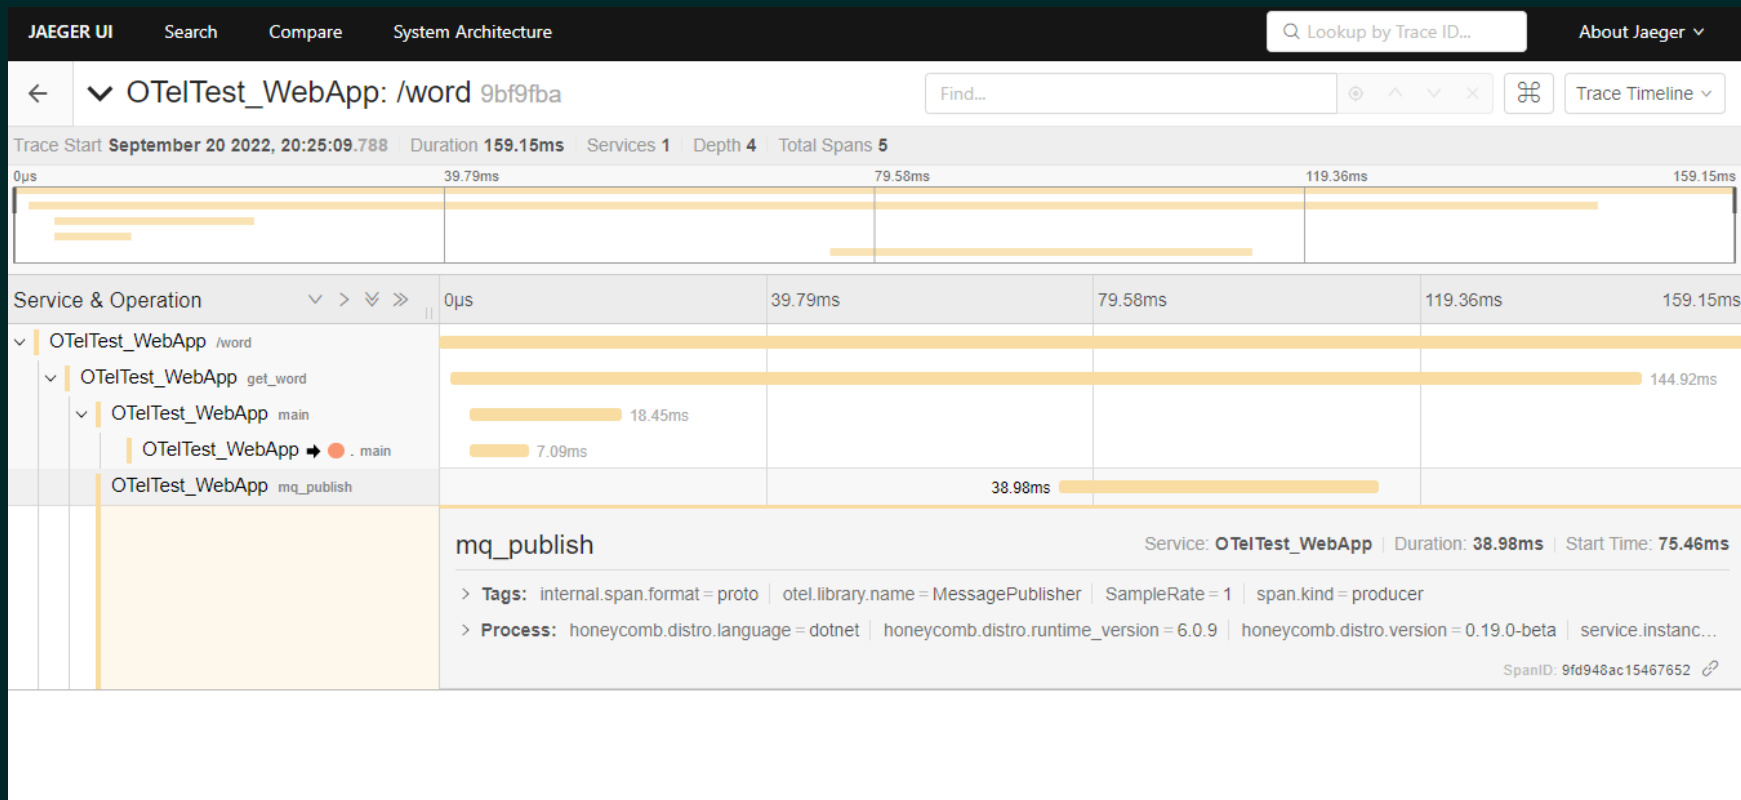 JAEGER UI Search Compare System Architecture Lookup by Trace ID... About Jaeger
OTelTest_WebApp: /word 9bf9fba Find... Trace Timeline
Trace Start September 20 2022, 20:25:09.788 Duration 159.15ms Services 1 Depth 4 Total Spans 5
0μs 39.79ms 79.58ms 119.36ms 159.15ms
Service & Operation 0μs 39.79ms 79.58ms 119.36ms 159.15ms
OTelTest_WebApp /word
OTelTest_WebApp get_word 144.92ms
OTelTest_WebApp main 18.45ms
OTelTest_WebApp . main 7.09ms
OTelTest_WebApp mq_publish 38.98ms
mq_publish Service: OTelTest_WebApp Duration: 38.98ms Start Time: 75.46ms
Tags: internal.span.format = proto otel.library.name = MessagePublisher SampleRate = 1 span.kind = producer
Process: honeycomb.distro.language = dotnet honeycomb.distro.runtime_version = 6.0.9 honeycomb.distro.version = 0.19.0-beta service.instanc...
SpanID: 9fd948ac15467652